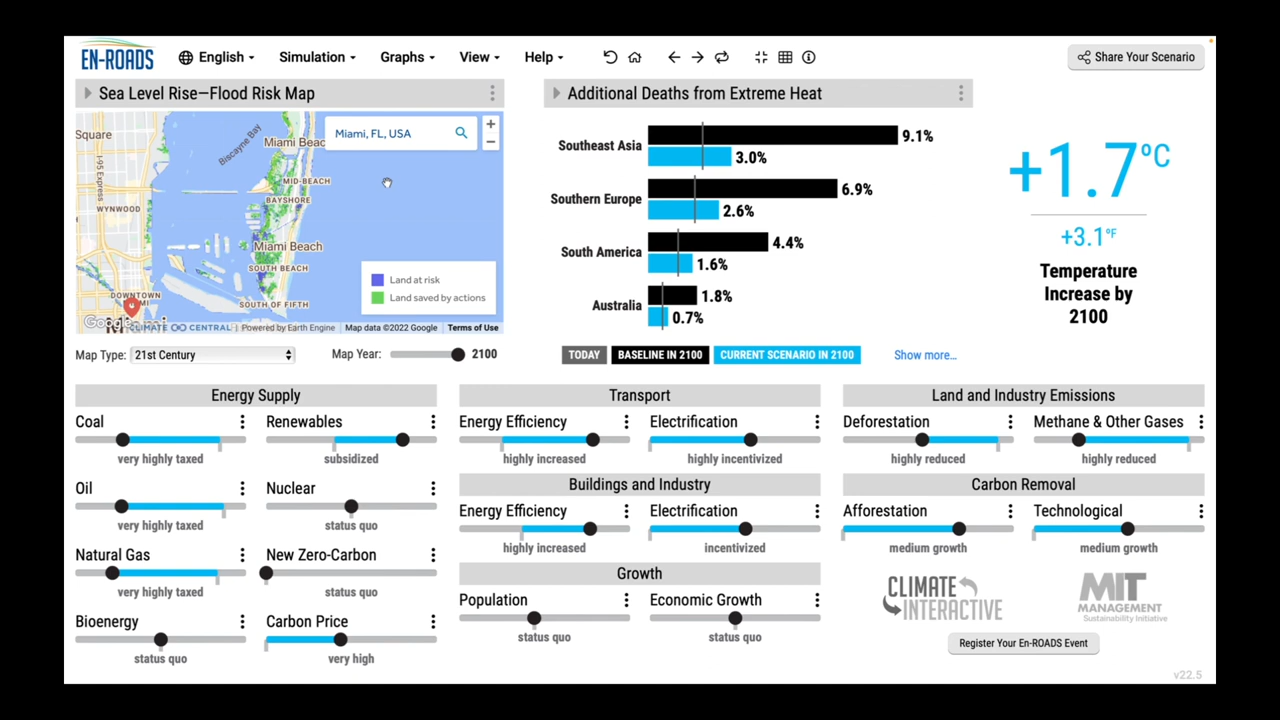 EN-ROADS
English
Simulation
Graphs
View
Help
Share Your Scenario
Sea Level Rise—Flood Risk Map
Square
I-95 Express
WYNWOOD
DOWNTOWN
Biscayne Bay
Miami Beac
MID-BEACH
BAYSHORE
Miami Beach
SOUTH BEACH
SOUTH OF FIFTH
Miami, FL, USA
+
−
Land at risk
Land saved by actions
CLIMATE CENTRAL | Powered by Earth Engine
Map data ©2022 Google
Terms of Use
Map Type: 21st Century
Map Year: 2100
Additional Deaths from Extreme Heat
Southeast Asia 9.1% 3.0%
Southern Europe 6.9% 2.6%
South America 4.4% 1.6%
Australia 1.8% 0.7%
TODAY
BASELINE IN 2100
CURRENT SCENARIO IN 2100
Show more...
+1.7°C
+3.1°F
Temperature
Increase by
2100
Energy Supply
Coal
very highly taxed
Renewables
subsidized
Oil
very highly taxed
Nuclear
status quo
Natural Gas
very highly taxed
New Zero-Carbon
status quo
Bioenergy
status quo
Carbon Price
very high
Transport
Energy Efficiency
highly increased
Electrification
highly incentivized
Buildings and Industry
Energy Efficiency
highly increased
Electrification
incentivized
Growth
Population
status quo
Economic Growth
status quo
Land and Industry Emissions
Deforestation
highly reduced
Methane & Other Gases
highly reduced
Carbon Removal
Afforestation
medium growth
Technological
medium growth
CLIMATE
INTERACTIVE
MIT
MANAGEMENT
Sustainability Initiative
Register Your En-ROADS Event
v22.5